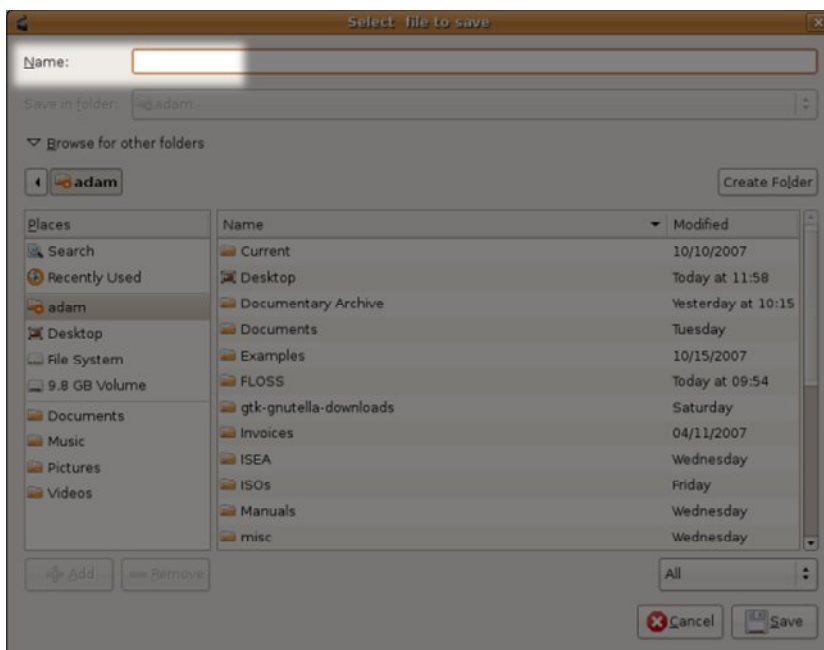 Select file to save
Name:
Save in folder: adam
Browse for other folders
adam
Create Folder
Places
Search
Recently Used
adam
Desktop
File System
9.8 GB Volume
Documents
Music
Pictures
Videos
Name Modified
Current 10/10/2007
Desktop Today at 11:58
Documentary Archive Yesterday at 10:15
Documents Tuesday
Examples 10/15/2007
FLOSS Today at 09:54
gtk-gnutella-downloads Saturday
Invoices 04/11/2007
ISEA Wednesday
ISOs Friday
Manuals Wednesday
misc Wednesday
Add Remove
All
Cancel Save